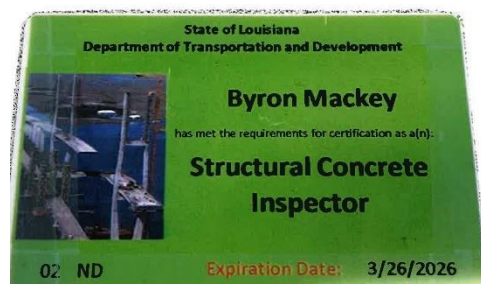 State of Louisiana
Department of Transportation and Development
Byron Mackey
has met the requirements for certification as a(n):
Structural Concrete
Inspector
02 ND Expiration Date: 3/26/2026